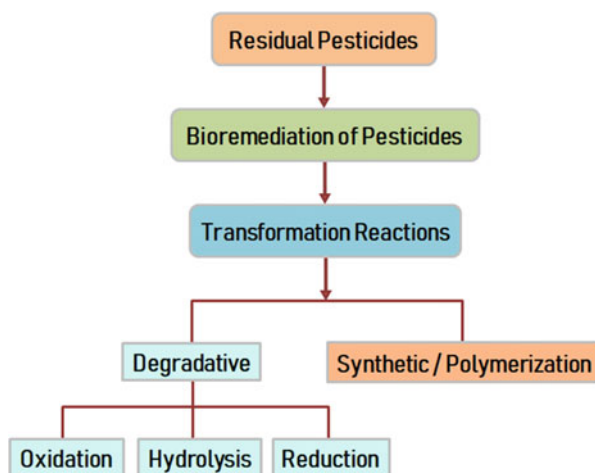 Residual Pesticides
Bioremediation of Pesticides
Transformation Reactions
Degradative
Synthetic / Polymerization
Oxidation
Hydrolysis
Reduction